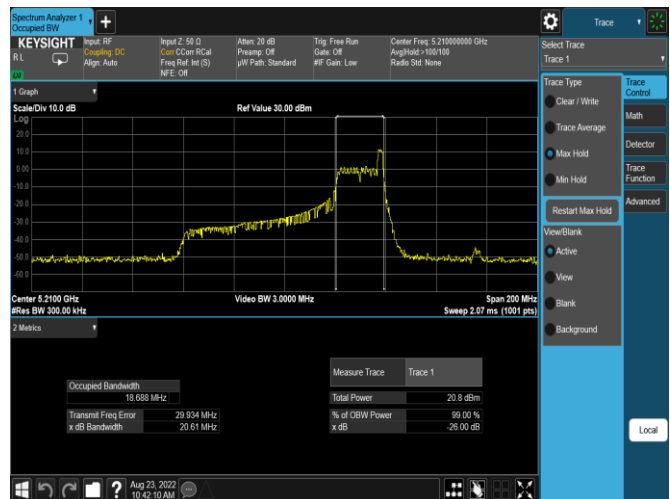 Spectrum Analyzer 1
Occupied BW
Trace
KEYSIGHT
R L
LW
Input: RF
Coupling: DC
Align: Auto
Input Z: 50 Ω
Corr CCorr RCal
Freq Ref: Int (S)
NFE: Off
Atten: 20 dB
Preamp: Off
µW Path: Standard
Trig: Free Run
Gate: Off
#IF Gain: Low
Center Freq: 5.210000000 GHz
Avg|Hold:>100/100
Radio Std: None
Select Trace
Trace 1
1 Graph
Scale/Div 10.0 dB
Ref Value 30.00 dBm
Log
20.0
10.0
0.00
-10.0
-20.0
-30.0
-40.0
-50.0
-60.0
Center 5.2100 GHz
#Res BW 300.00 kHz
Video BW 3.0000 MHz
Span 200 MHz
Sweep 2.07 ms (1001 pts)
2 Metrics
Measure Trace Trace 1
Occupied Bandwidth
18.688 MHz
Total Power 20.8 dBm
Transmit Freq Error 29.934 MHz
% of OBW Power 99.00 %
x dB Bandwidth 20.61 MHz
x dB -26.00 dB
Trace Type
Clear / Write
Trace Average
Max Hold
Min Hold
Restart Max Hold
View/Blank
Active
View
Blank
Background
Trace
Control
Math
Detector
Trace
Function
Advanced
Local
Aug 23, 2022
10:42:10 AM